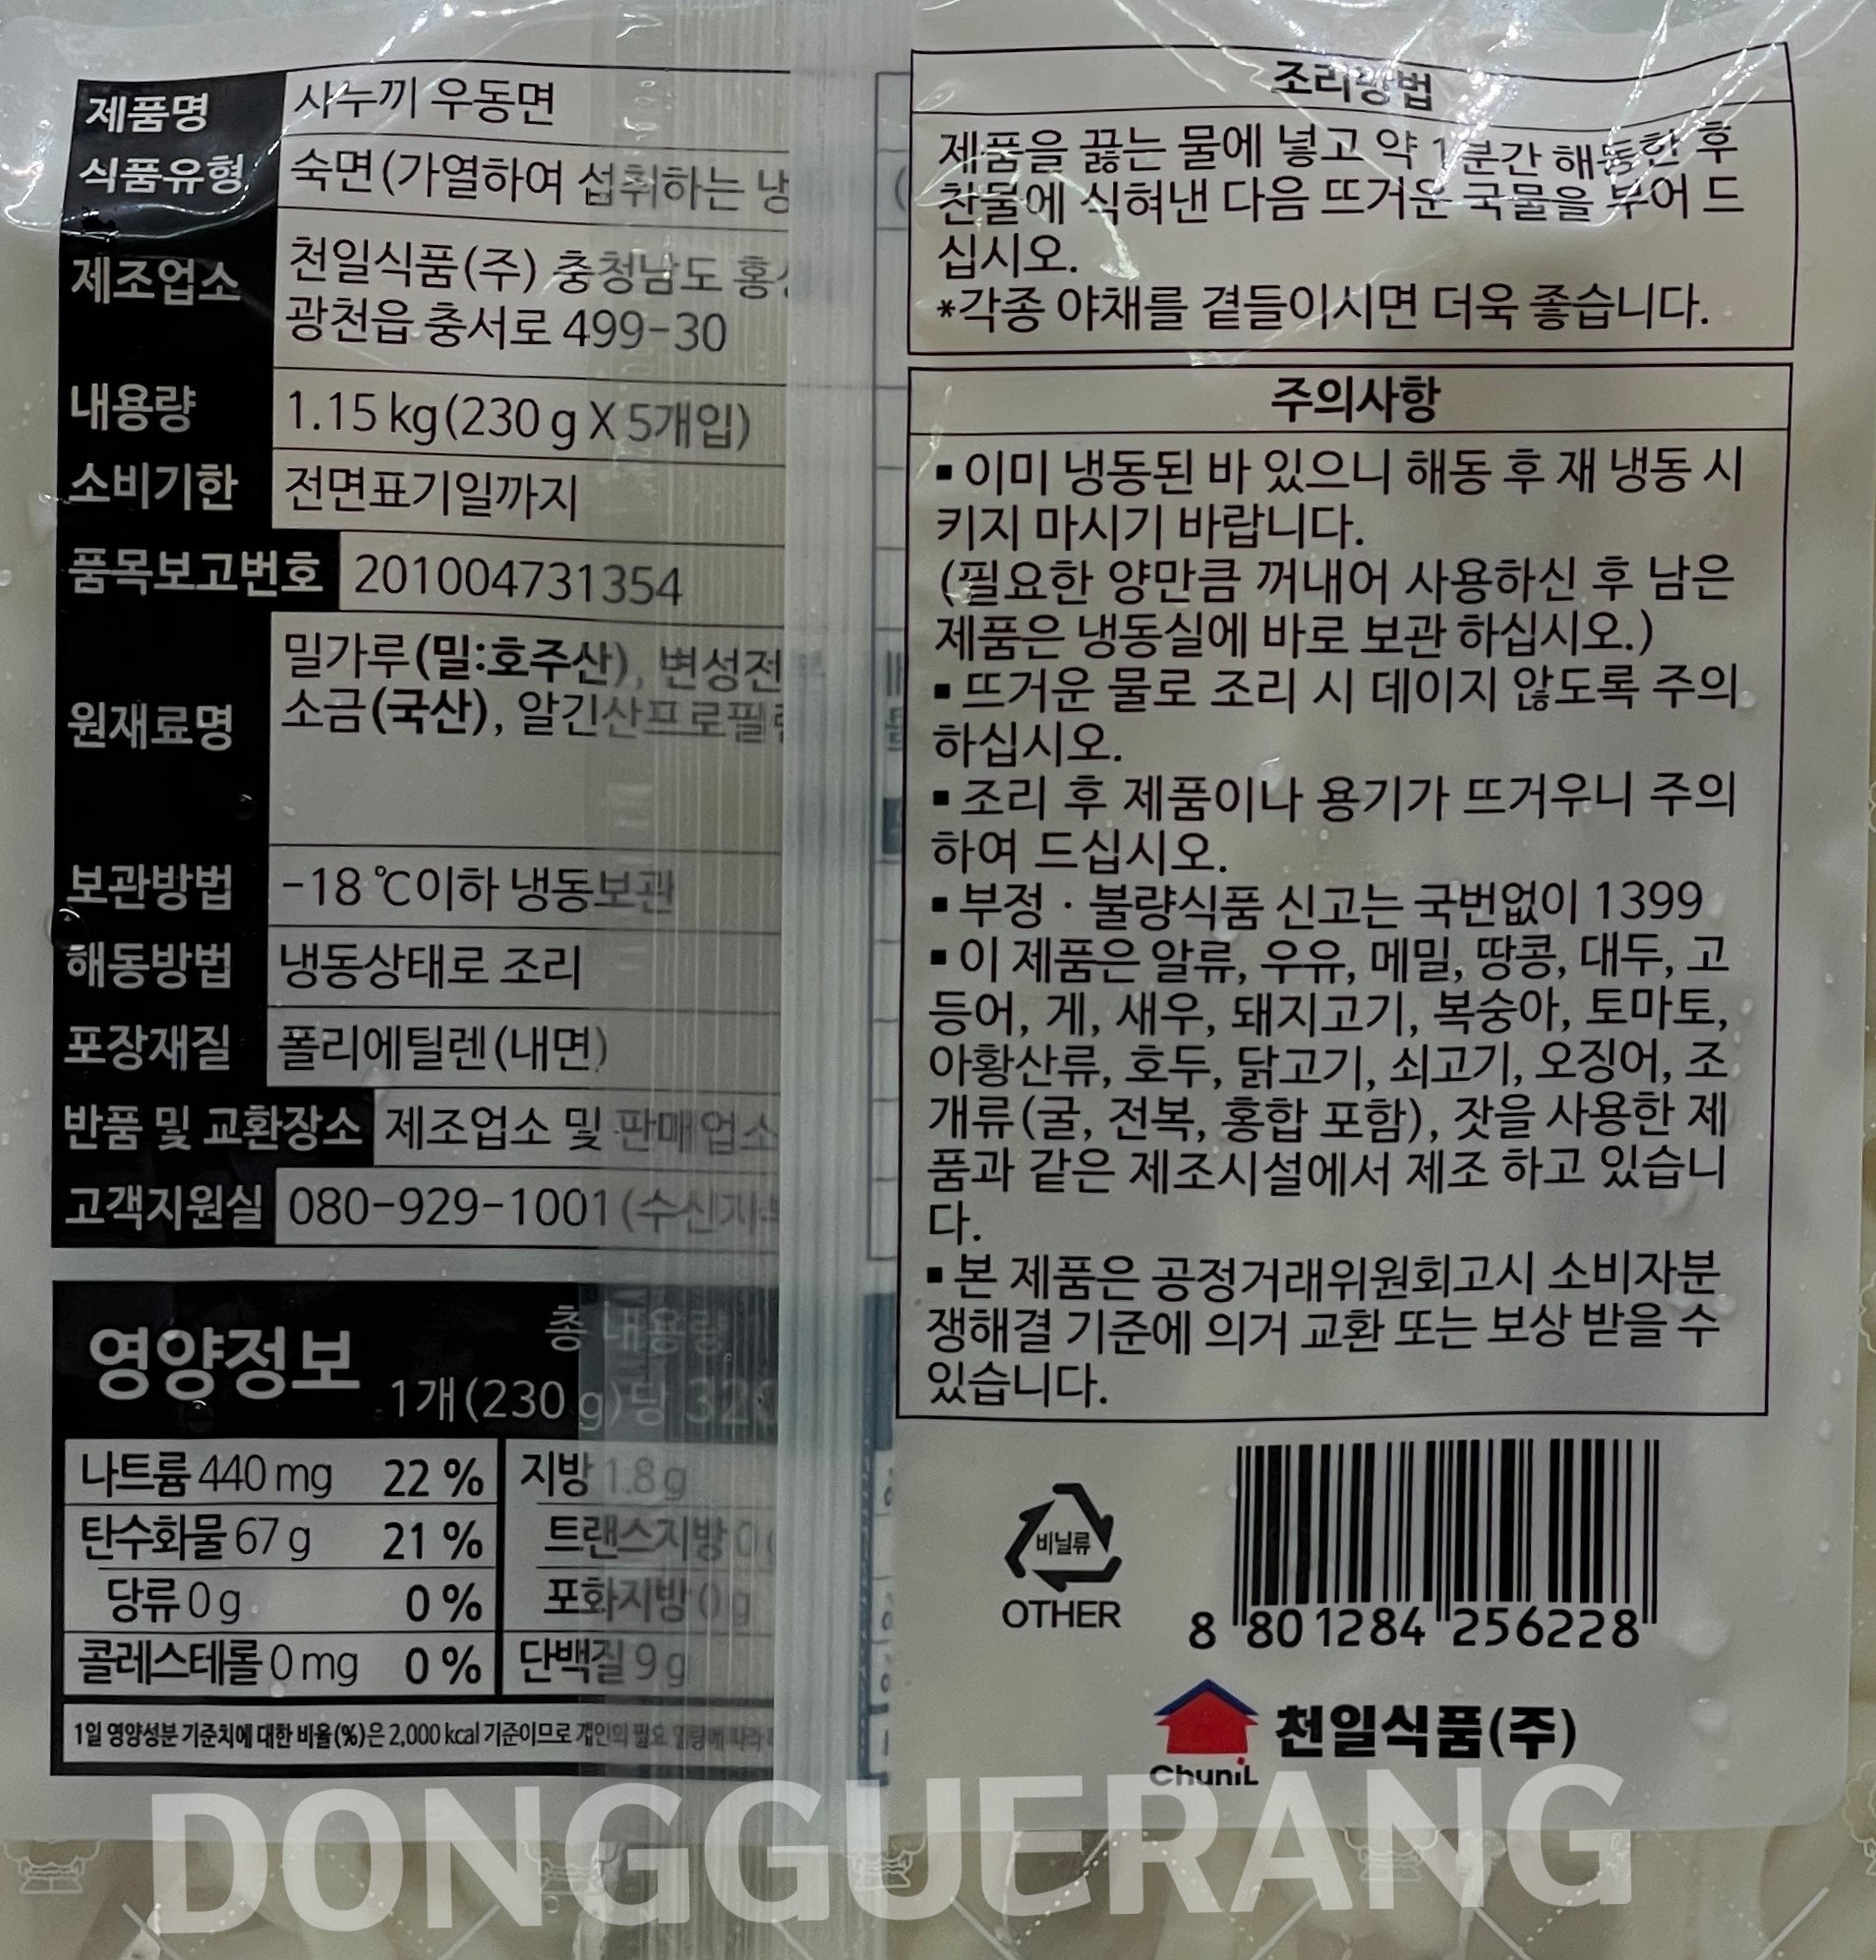 제품명 사누끼 우동면
식품유형 숙면(가열하여 섭취하는
제조업소 천일식품(주) 충청남도
광천읍 충서로 499-30
내용량 1.15 kg(230 g X 5개입)
소비기한 전면표기일까지
품목보고번호 201004731354
원재료명 밀가루(밀:호주산), 변성전
소금(국산), 알긴산프로필
보관방법 -18 ℃이하 냉동보관
해동방법 냉동상태로 조리
포장재질 폴리에틸렌(내면)
반품 및 교환장소 제조업소 및 판매업소
고객지원실 080-929-1001 (수신자
영양정보 총 내용량
1개(230 g)당 320
나트륨 440 mg 22 % 지방 1.8 g
탄수화물 67 g 21 % 트랜스지방 0
당류 0 g 0 % 포화지방 0 g
콜레스테롤 0 mg 0 % 단백질 9 g
1일 영양성분 기준치에 대한 비율(%)은 2,000 kcal 기준이므로 개인의 필요 열량에 따라
조리방법
제품을 끓는 물에 넣고 약 1분간 해동한 후
찬물에 식혀낸 다음 뜨거운 국물을 부어 드
십시오.
*각종 야채를 곁들이시면 더욱 좋습니다.
주의사항
▪ 이미 냉동된 바 있으니 해동 후 재 냉동 시
키지 마시기 바랍니다.
(필요한 양만큼 꺼내어 사용하신 후 남은
제품은 냉동실에 바로 보관 하십시오.)
▪ 뜨거운 물로 조리 시 데이지 않도록 주의
하십시오.
▪ 조리 후 제품이나 용기가 뜨거우니 주의
하여 드십시오.
▪ 부정 · 불량식품 신고는 국번없이 1399
▪ 이 제품은 알류, 우유, 메밀, 땅콩, 대두, 고
등어, 게, 새우, 돼지고기, 복숭아, 토마토,
아황산류, 호두, 닭고기, 쇠고기, 오징어, 조
개류(굴, 전복, 홍합 포함), 잣을 사용한 제
품과 같은 제조시설에서 제조 하고 있습니
다.
▪ 본 제품은 공정거래위원회고시 소비자분
쟁해결 기준에 의거 교환 또는 보상 받을 수
있습니다.
비닐류
OTHER
8 801284 256228
천일식품(주)
Chunil
DONGGUERANG